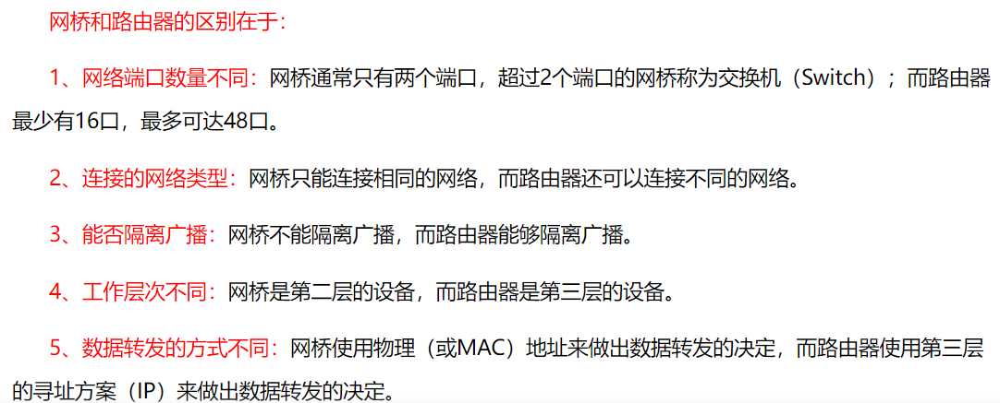 网桥和路由器的区别在于：
1、网络端口数量不同：网桥通常只有两个端口，超过2个端口的网桥称为交换机（Switch）；而路由器
最少有16口，最多可达48口。
2、连接的网络类型：网桥只能连接相同的网络，而路由器还可以连接不同的网络。
3、能否隔离广播：网桥不能隔离广播，而路由器能够隔离广播。
4、工作层次不同：网桥是第二层的设备，而路由器是第三层的设备。
5、数据转发的方式不同：网桥使用物理（或MAC）地址来做出数据转发的决定，而路由器使用第三层
的寻址方案（IP）来做出数据转发的决定。